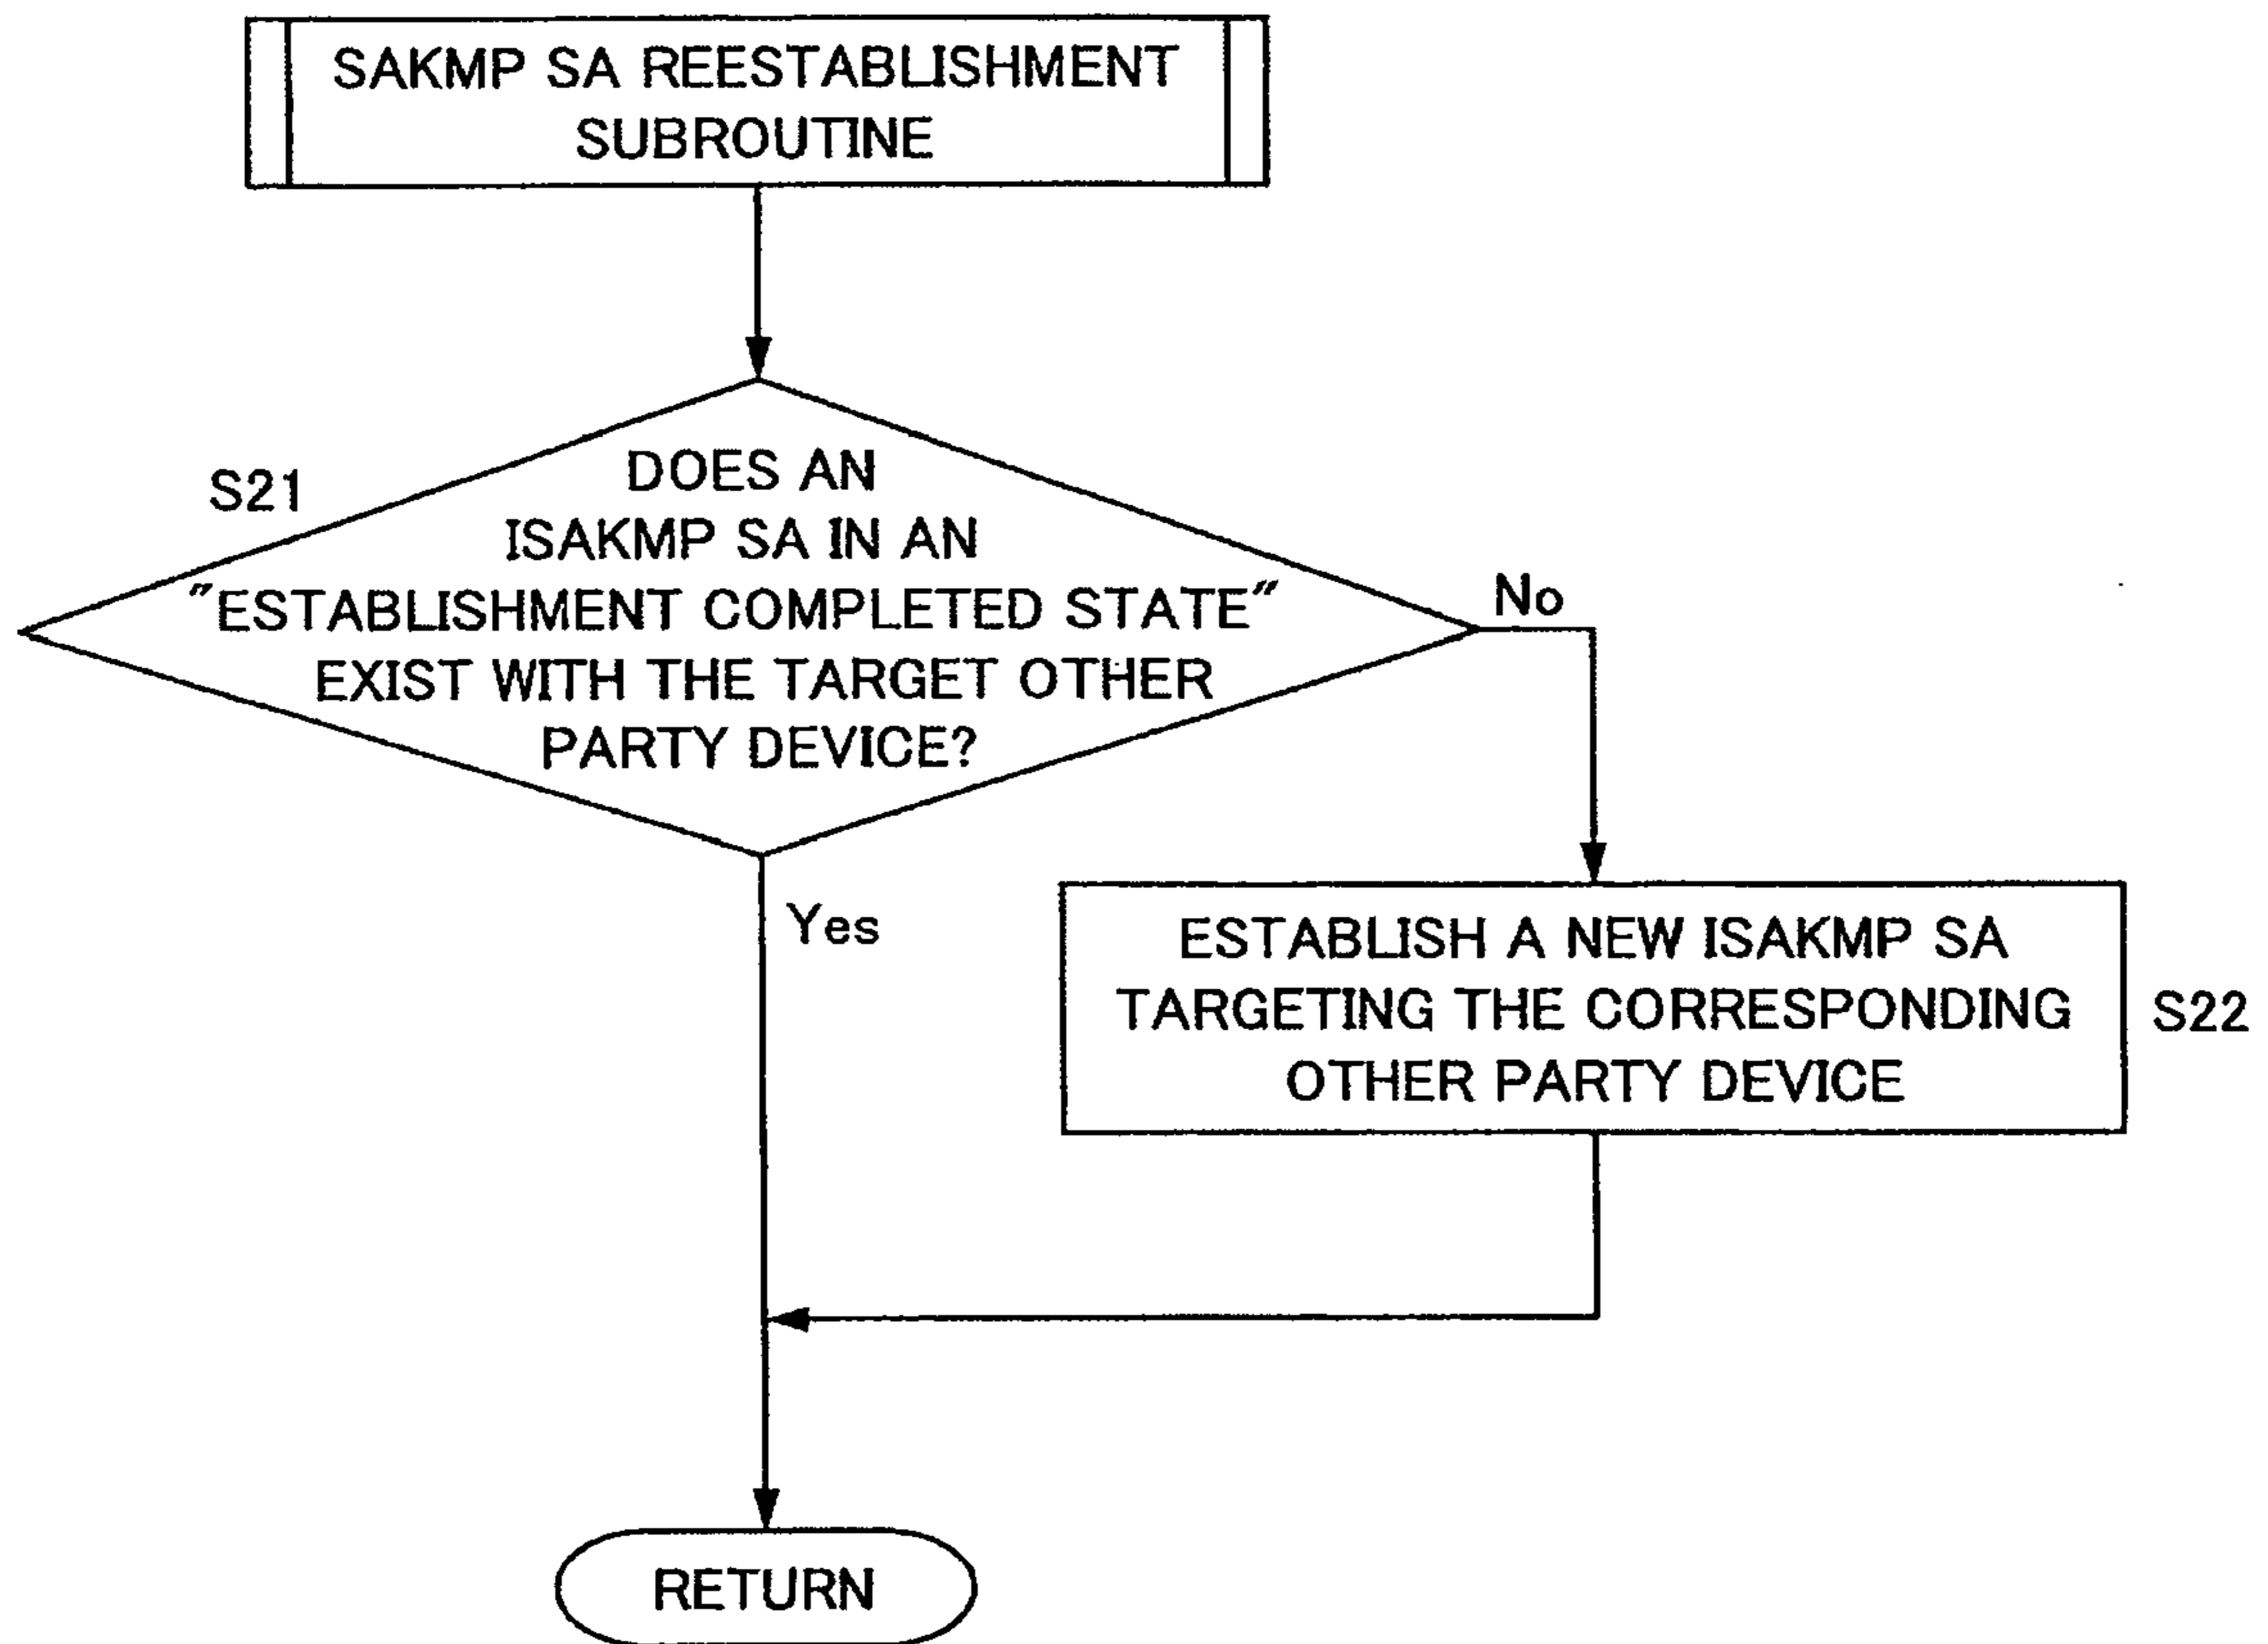 SAKMP SA REESTABLISHMENT
SUBROUTINE
S21
DOES AN
ISAKMP SA IN AN
"ESTABLISHMENT COMPLETED STATE"
EXIST WITH THE TARGET OTHER
PARTY DEVICE?
No
Yes
ESTABLISH A NEW ISAKMP SA
TARGETING THE CORRESPONDING
OTHER PARTY DEVICE
S22
RETURN